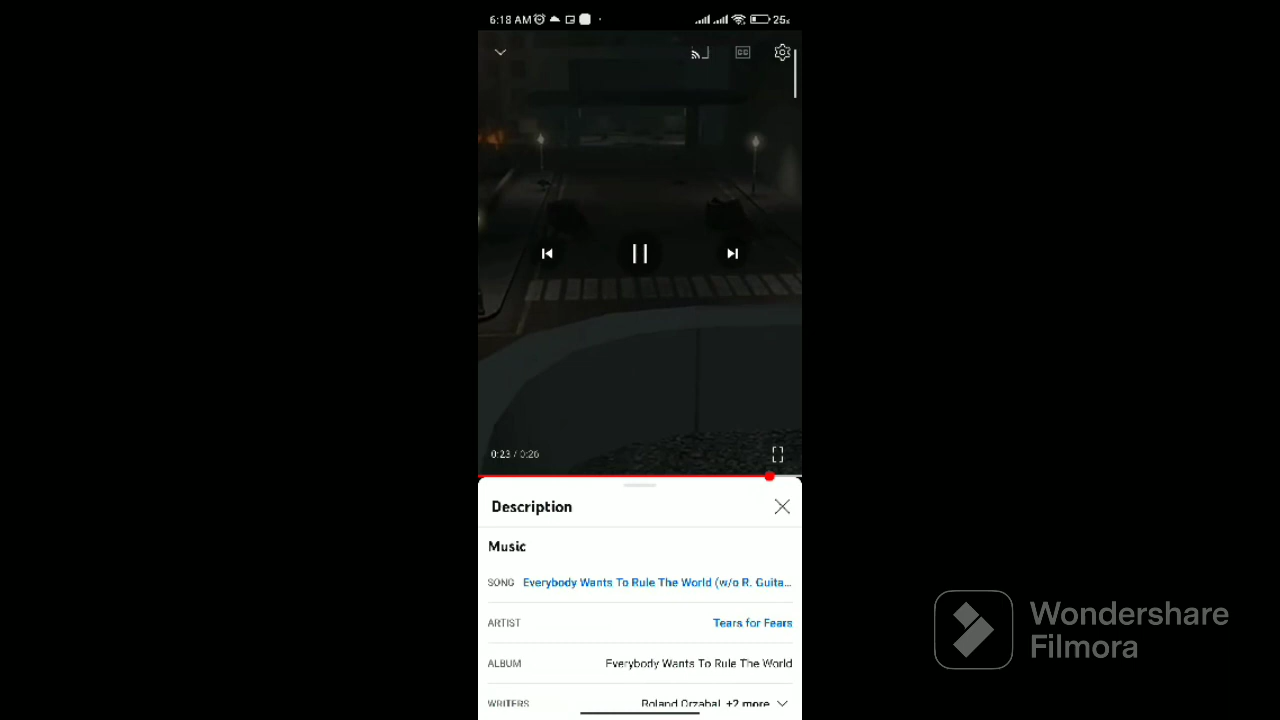 6:18 AM
25%
0:23 / 0:26
Description
Music
SONG Everybody Wants To Rule The World (w/o R. Guita...
ARTIST Tears for Fears
ALBUM Everybody Wants To Rule The World
WRITERS Roland Orzabal, +2 more
Wondershare
Filmora